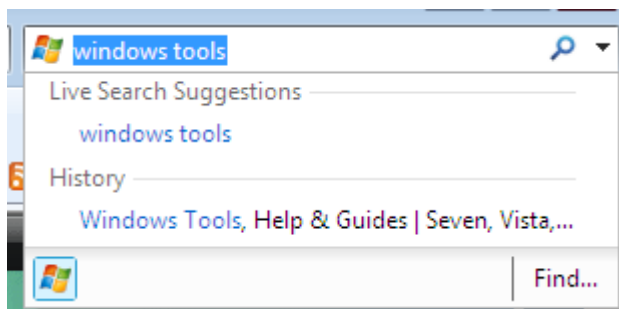 windows tools
Live Search Suggestions
windows tools
History
Windows Tools, Help & Guides | Seven, Vista,...
Find...